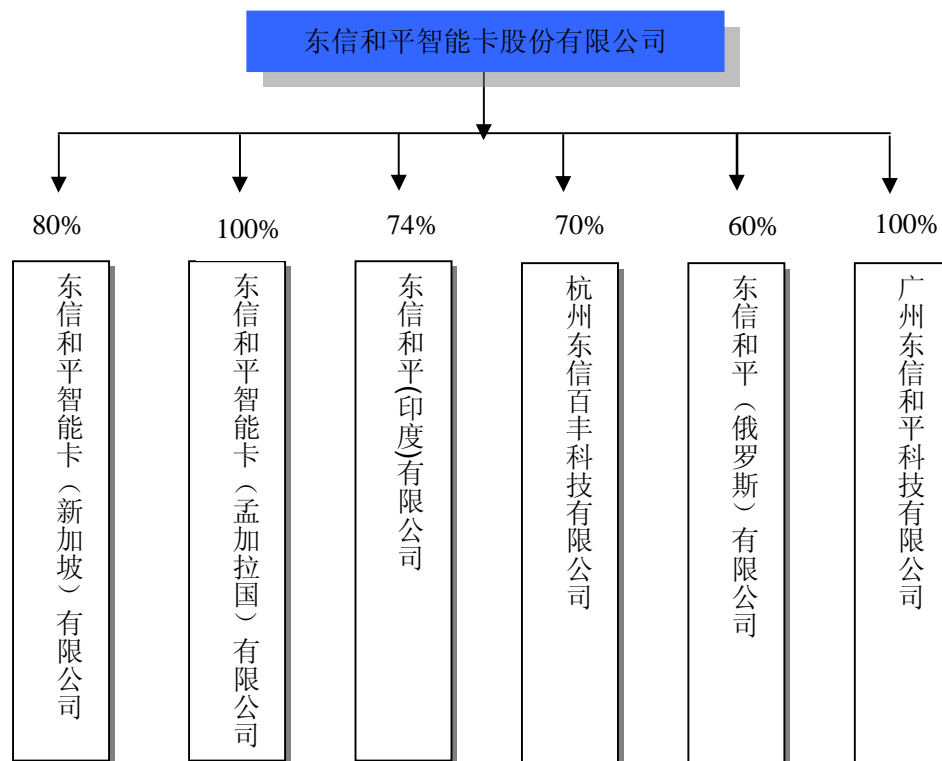 东信和平智能卡股份有限公司
80%
100%
74%
70%
60%
100%
东信和平智能卡（新加坡）有限公司
东信和平智能卡（孟加拉国）有限公司
东信和平(印度)有限公司
杭州东信百丰科技有限公司
东信和平（俄罗斯）有限公司
广州东信和平科技有限公司